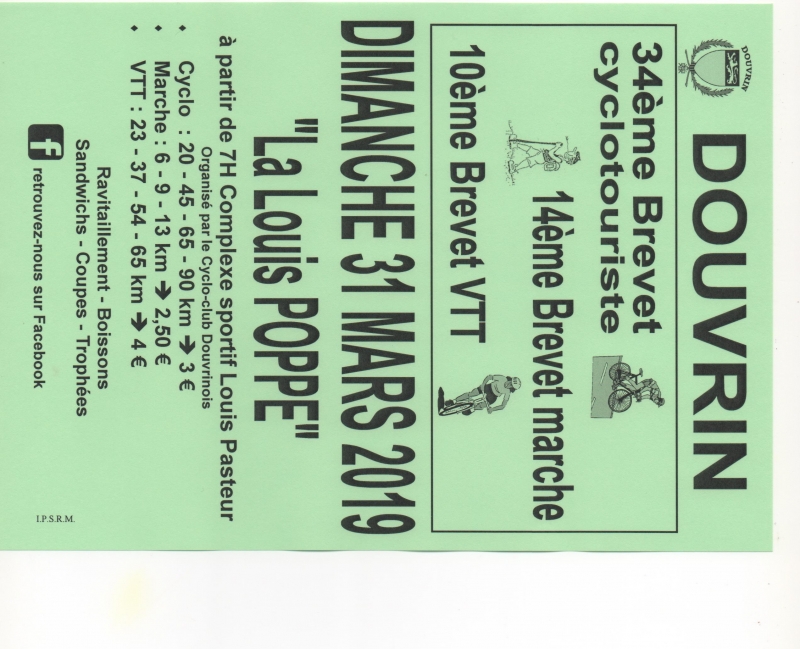 DOUVRIN
DOUVRIN
34ème Brevet
cyclotouriste
14ème Brevet marche
10ème Brevet VTT
DIMANCHE 31 MARS 2019
"La Louis POPPE"
à partir de 7H Complexe sportif Louis Pasteur
Organisé par le Cyclo-club Douvrinois
• Cyclo : 20 - 45 - 65 - 90 km ➔ 3 €
• Marche : 6 - 9 - 13 km ➔ 2,50 €
• VTT : 23 - 37 - 54 - 65 km ➔ 4 €
Ravitaillement - Boissons
Sandwichs - Coupes - Trophées
f retrouvez-nous sur Facebook
I.P.S.R.M.